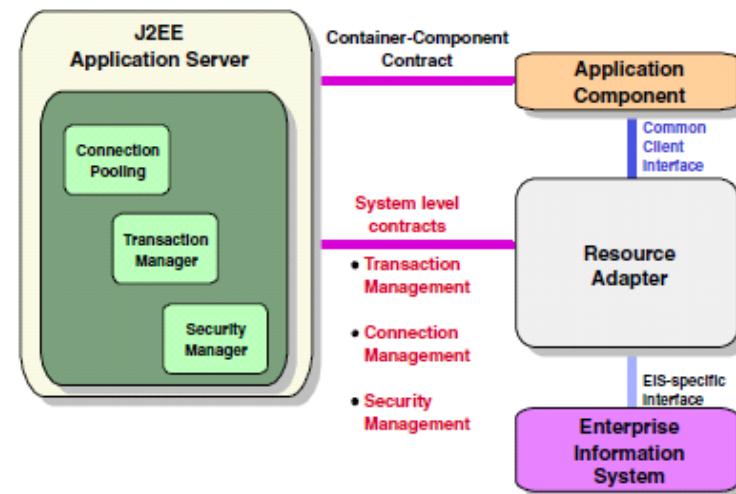 J2EE
Application Server
Connection
Pooling
Transaction
Manager
Security
Manager
Container-Component
Contract
System level
contracts
• Transaction
Management
• Connection
Management
• Security
Management
Application
Component
Common
Client
Interface
Resource
Adapter
EIS-specific
Interface
Enterprise
Information
System